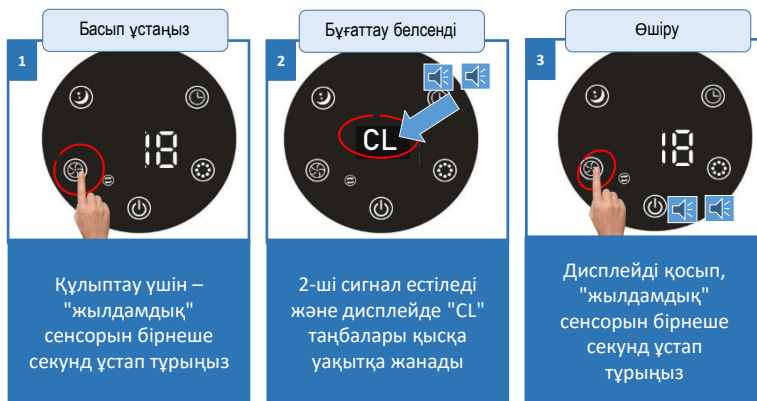 Басып ұстаңыз
1
18
Құлыптау үшін –
"жылдамдық"
сенсорын бірнеше
секунд ұстап тұрыңыз
Бұғаттау белсенді
2
CL
2-ші сигнал естіледі
және дисплейде "CL"
таңбалары қысқа
уақытқа жанады
Өшіру
3
18
Дисплейді қосып,
"жылдамдық"
сенсорын бірнеше
секунд ұстап
тұрыңыз